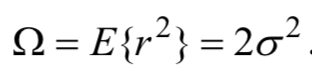 Ω = E{r²} = 2σ².